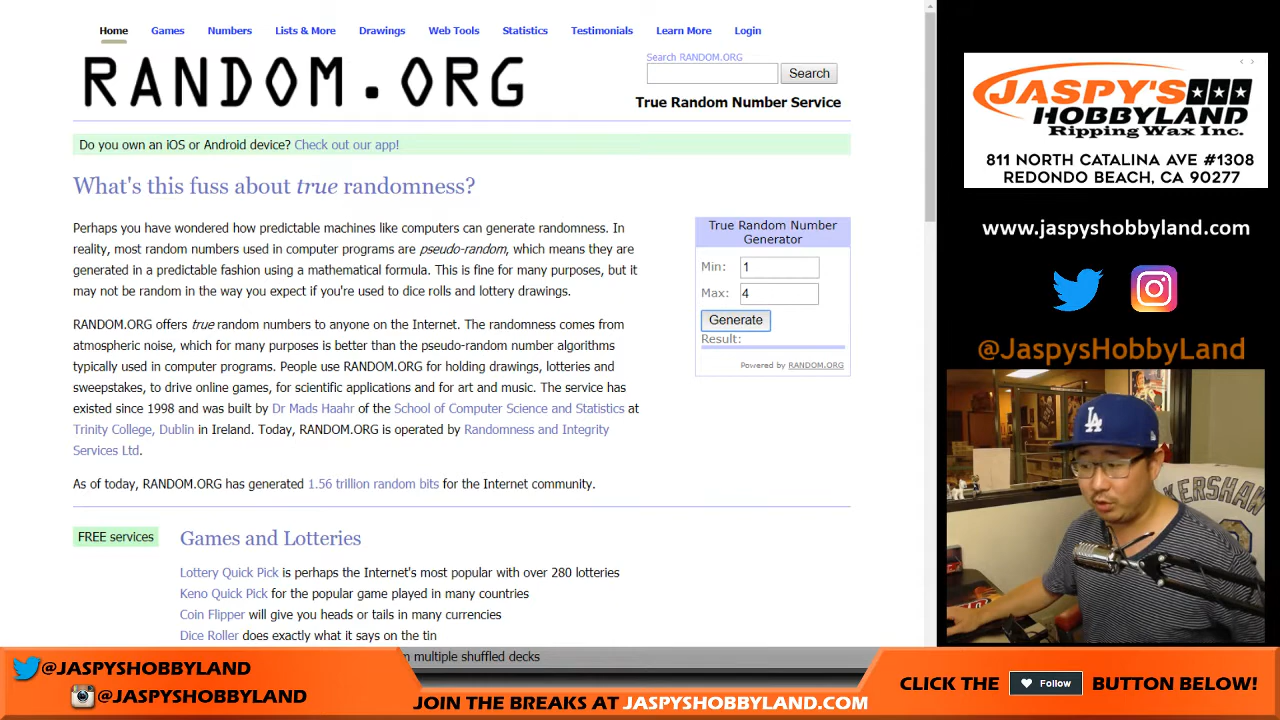 Home Games Numbers Lists & More Drawings Web Tools Statistics Testimonials Learn More Login
RANDOM.ORG
Search RANDOM.ORG
Search
True Random Number Service
Do you own an iOS or Android device? Check out our app!
What's this fuss about true randomness?
Perhaps you have wondered how predictable machines like computers can generate randomness. In
reality, most random numbers used in computer programs are pseudo-random, which means they are
generated in a predictable fashion using a mathematical formula. This is fine for many purposes, but it
may not be random in the way you expect if you're used to dice rolls and lottery drawings.
RANDOM.ORG offers true random numbers to anyone on the Internet. The randomness comes from
atmospheric noise, which for many purposes is better than the pseudo-random number algorithms
typically used in computer programs. People use RANDOM.ORG for holding drawings, lotteries and
sweepstakes, to drive online games, for scientific applications and for art and music. The service has
existed since 1998 and was built by Dr Mads Haahr of the School of Computer Science and Statistics at
Trinity College, Dublin in Ireland. Today, RANDOM.ORG is operated by Randomness and Integrity
Services Ltd.
As of today, RANDOM.ORG has generated 1.56 trillion random bits for the Internet community.
True Random Number
Generator
Min: 1
Max: 4
Generate
Result:
Powered by RANDOM.ORG
FREE services
Games and Lotteries
Lottery Quick Pick is perhaps the Internet's most popular with over 280 lotteries
Keno Quick Pick for the popular game played in many countries
Coin Flipper will give you heads or tails in many currencies
Dice Roller does exactly what it says on the tin
multiple shuffled decks
JASPY'S
HOBBYLAND
Ripping Wax Inc.
811 NORTH CATALINA AVE #1308
REDONDO BEACH, CA 90277
www.jaspyshobbyland.com
@JaspysHobbyLand
LA
KERSHAW
@JASPYSHOBBYLAND
@JASPYSHOBBYLAND
JOIN THE BREAKS AT JASPYSHOBBYLAND.COM
CLICK THE Follow BUTTON BELOW!